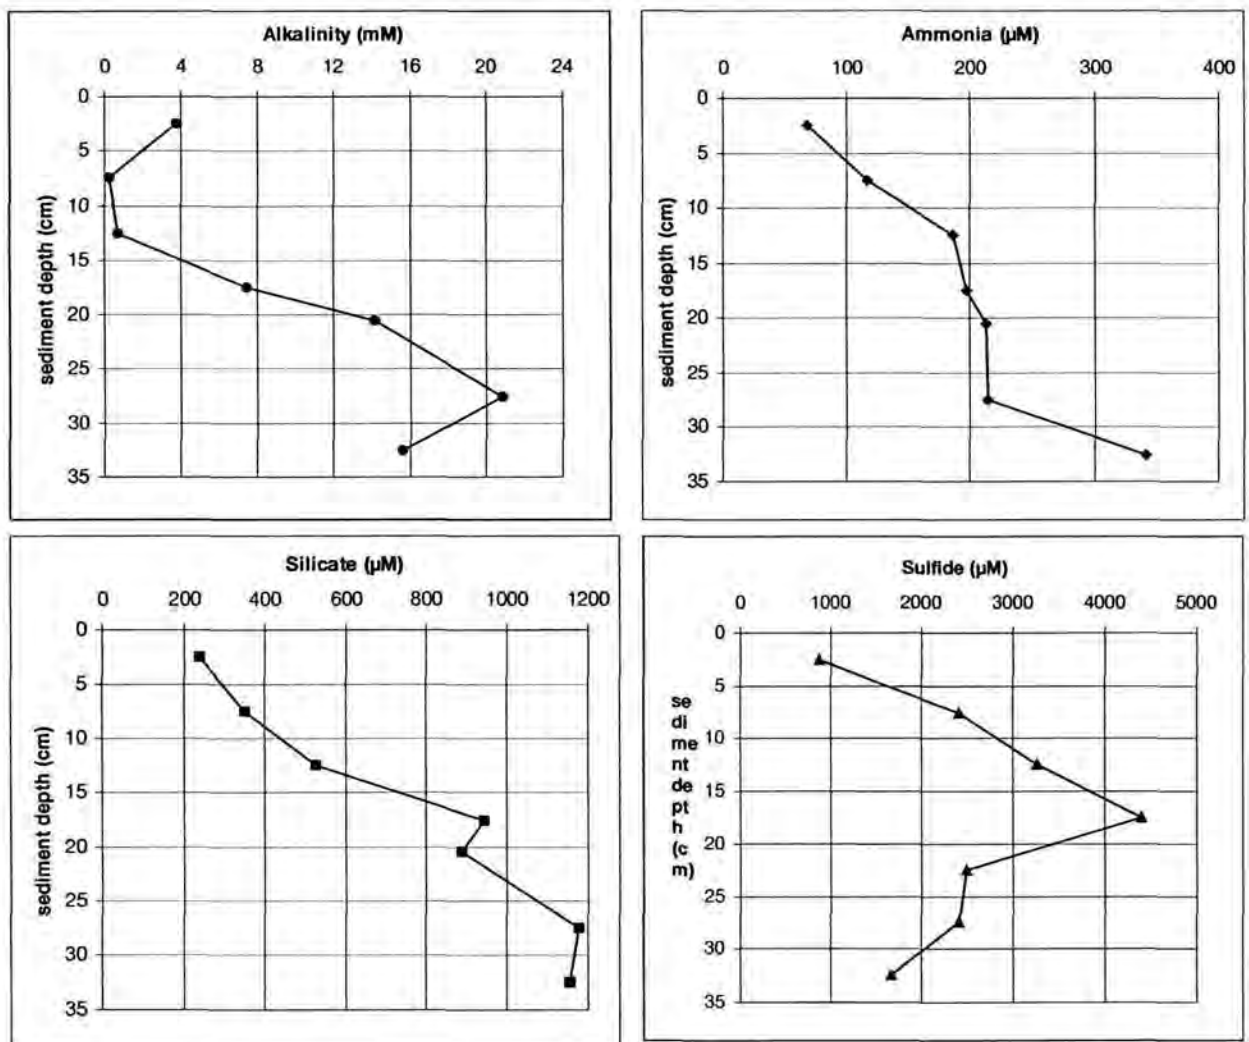 Alkalinity (mM)
0 4 8 12 16 20 24
0
5
10
15
20
25
30
35
sediment depth (cm)
Ammonia (µM)
0 100 200 300 400
0
5
10
15
20
25
30
35
sediment depth (cm)
Silicate (µM)
0 200 400 600 800 1000 1200
0
5
10
15
20
25
30
35
sediment depth (cm)
Sulfide (µM)
0 1000 2000 3000 4000 5000
0
5
10
15
20
25
30
35
se
di
me
nt
de
pt
h
(c
m)